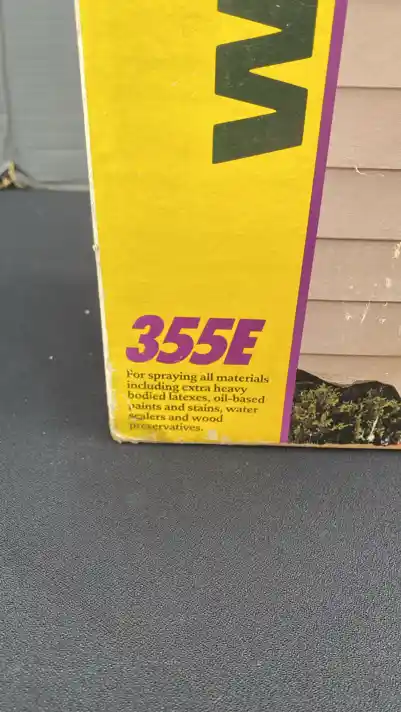 W
355E
For spraying all materials
including extra heavy
bodied latexes, oil-based
paints and stains, water
sealers and wood
preservatives.